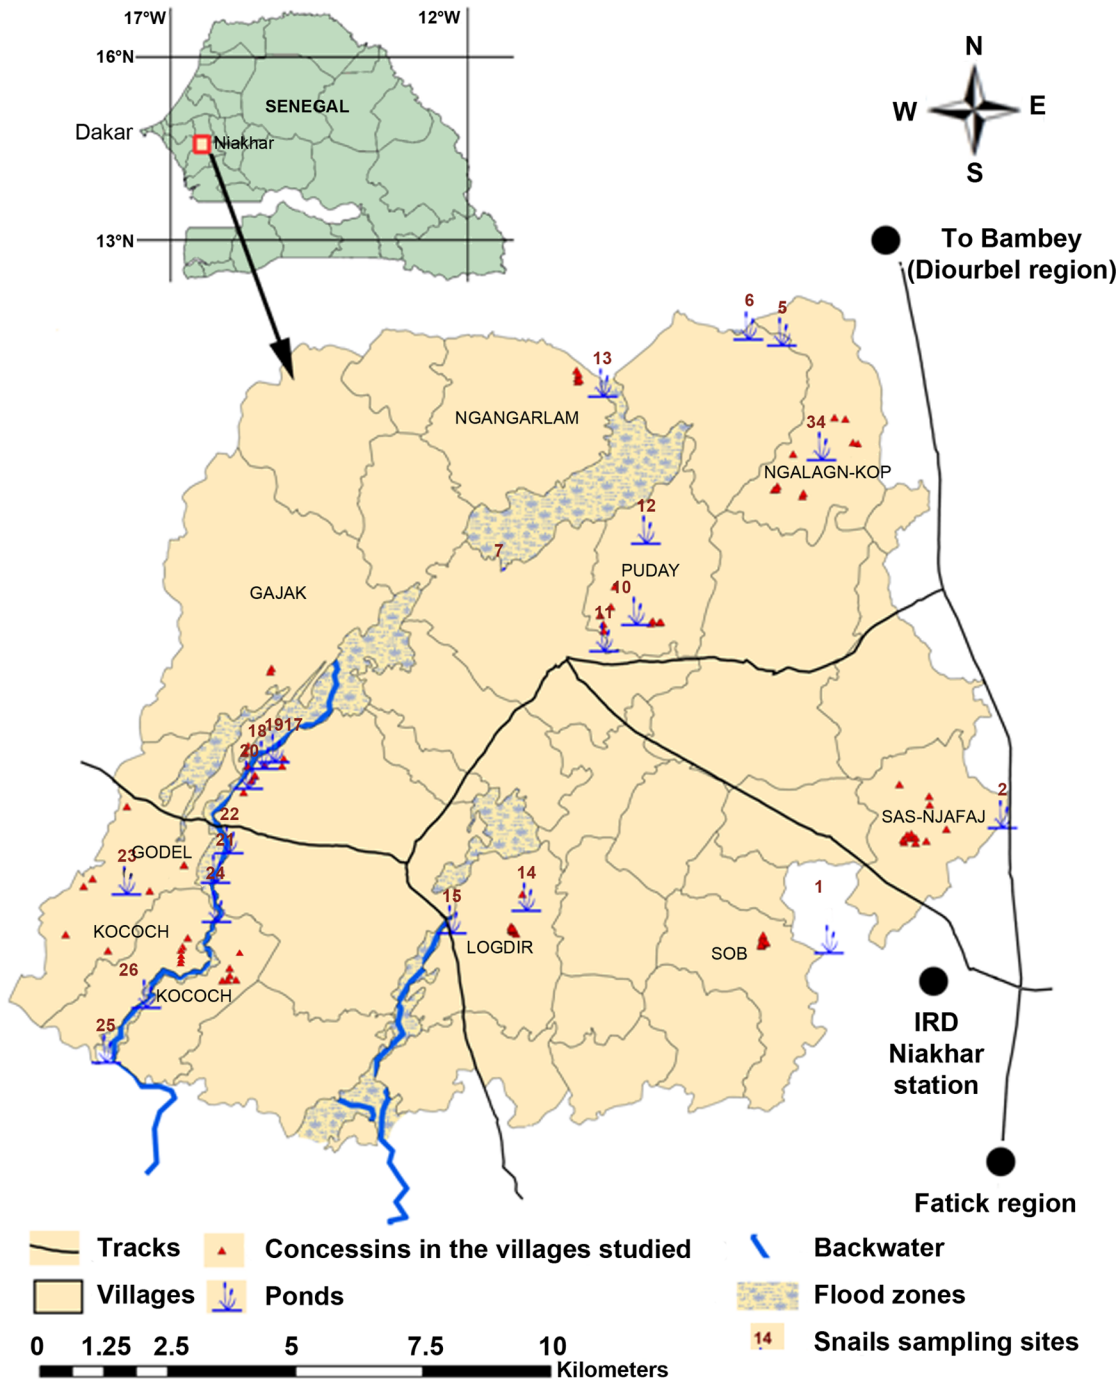 17°W
12°W
16°N
SENEGAL
Dakar
Niakhar
13°N
N
W
E
S
To Bambey
(Diourbel region)
6
5
13
NGANGARLAM
34
NGALAGN-KOP
12
7
PUDAY
10
11
GAJAK
18
19
17
20
22
21
GODEL
23
24
2
SAS-NJAFAJ
1
14
15
LOGDIR
SOB
KOCOCH
26
KOCOCH
25
IRD
Niakhar
station
Fatick region
Tracks
Concessins in the villages studied
Backwater
Villages
Ponds
Flood zones
14
Snails sampling sites
0 1.25 2.5 5 7.5 10
Kilometers